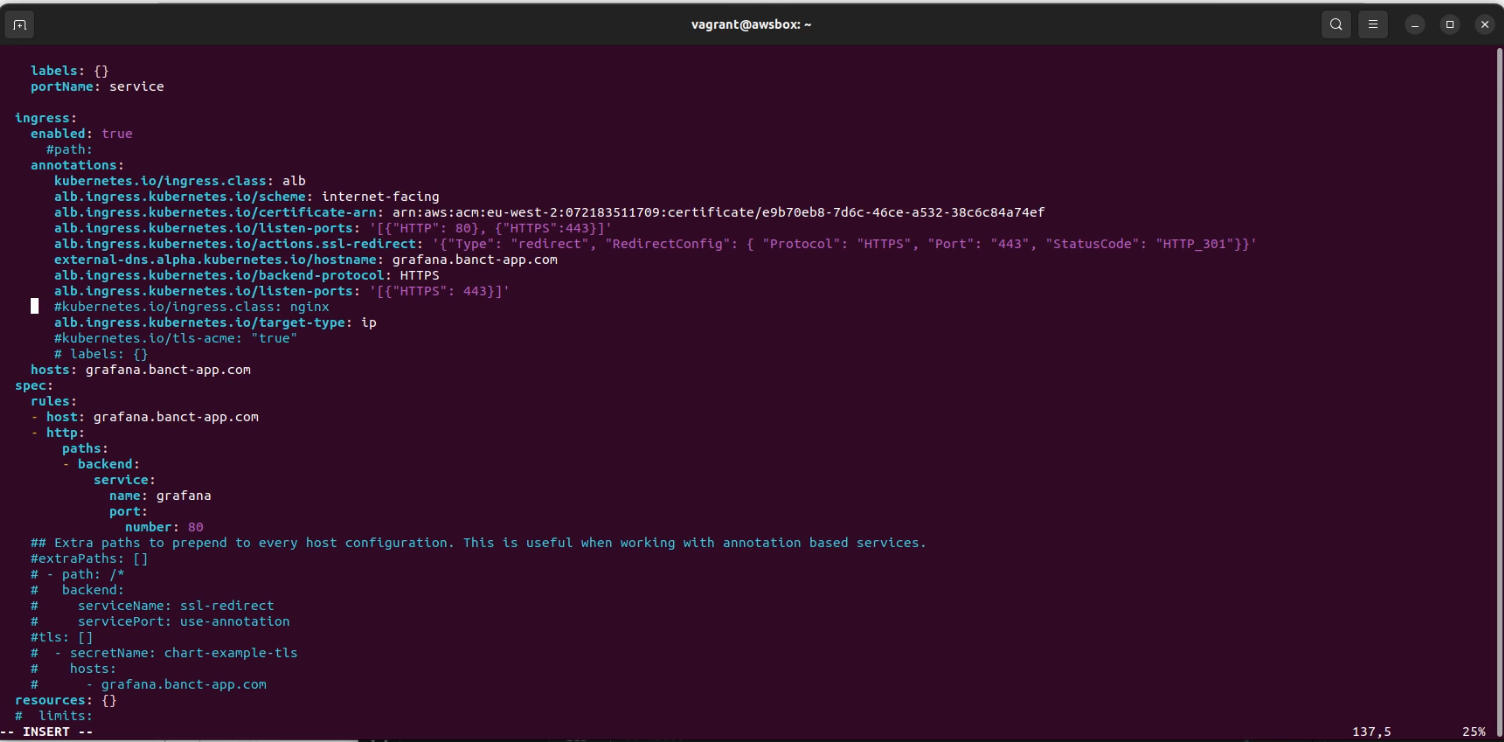 vagrant@awsbox: ~
labels: {}
portName: service
ingress:
enabled: true
#path:
annotations:
kubernetes.io/ingress.class: alb
alb.ingress.kubernetes.io/scheme: internet-facing
alb.ingress.kubernetes.io/certificate-arn: arn:aws:acm:eu-west-2:072183511709:certificate/e9b70eb8-7d6c-46ce-a532-38c6c84a74ef
alb.ingress.kubernetes.io/listen-ports: '[{"HTTP": 80}, {"HTTPS":443}]'
alb.ingress.kubernetes.io/actions.ssl-redirect: '{"Type": "redirect", "RedirectConfig": { "Protocol": "HTTPS", "Port": "443", "StatusCode": "HTTP_301"}}'
external-dns.alpha.kubernetes.io/hostname: grafana.banct-app.com
alb.ingress.kubernetes.io/backend-protocol: HTTPS
alb.ingress.kubernetes.io/listen-ports: '[{"HTTPS": 443}]'
#kubernetes.io/ingress.class: nginx
alb.ingress.kubernetes.io/target-type: ip
#kubernetes.io/tls-acme: "true"
# labels: {}
hosts: grafana.banct-app.com
spec:
rules:
- host: grafana.banct-app.com
- http:
paths:
- backend:
service:
name: grafana
port:
number: 80
## Extra paths to prepend to every host configuration. This is useful when working with annotation based services.
#extraPaths: []
# - path: /*
#   backend:
#     serviceName: ssl-redirect
#     servicePort: use-annotation
#tls: []
#  - secretName: chart-example-tls
#    hosts:
#      - grafana.banct-app.com
resources: {}
#  limits:
-- INSERT -- 137,5 25%